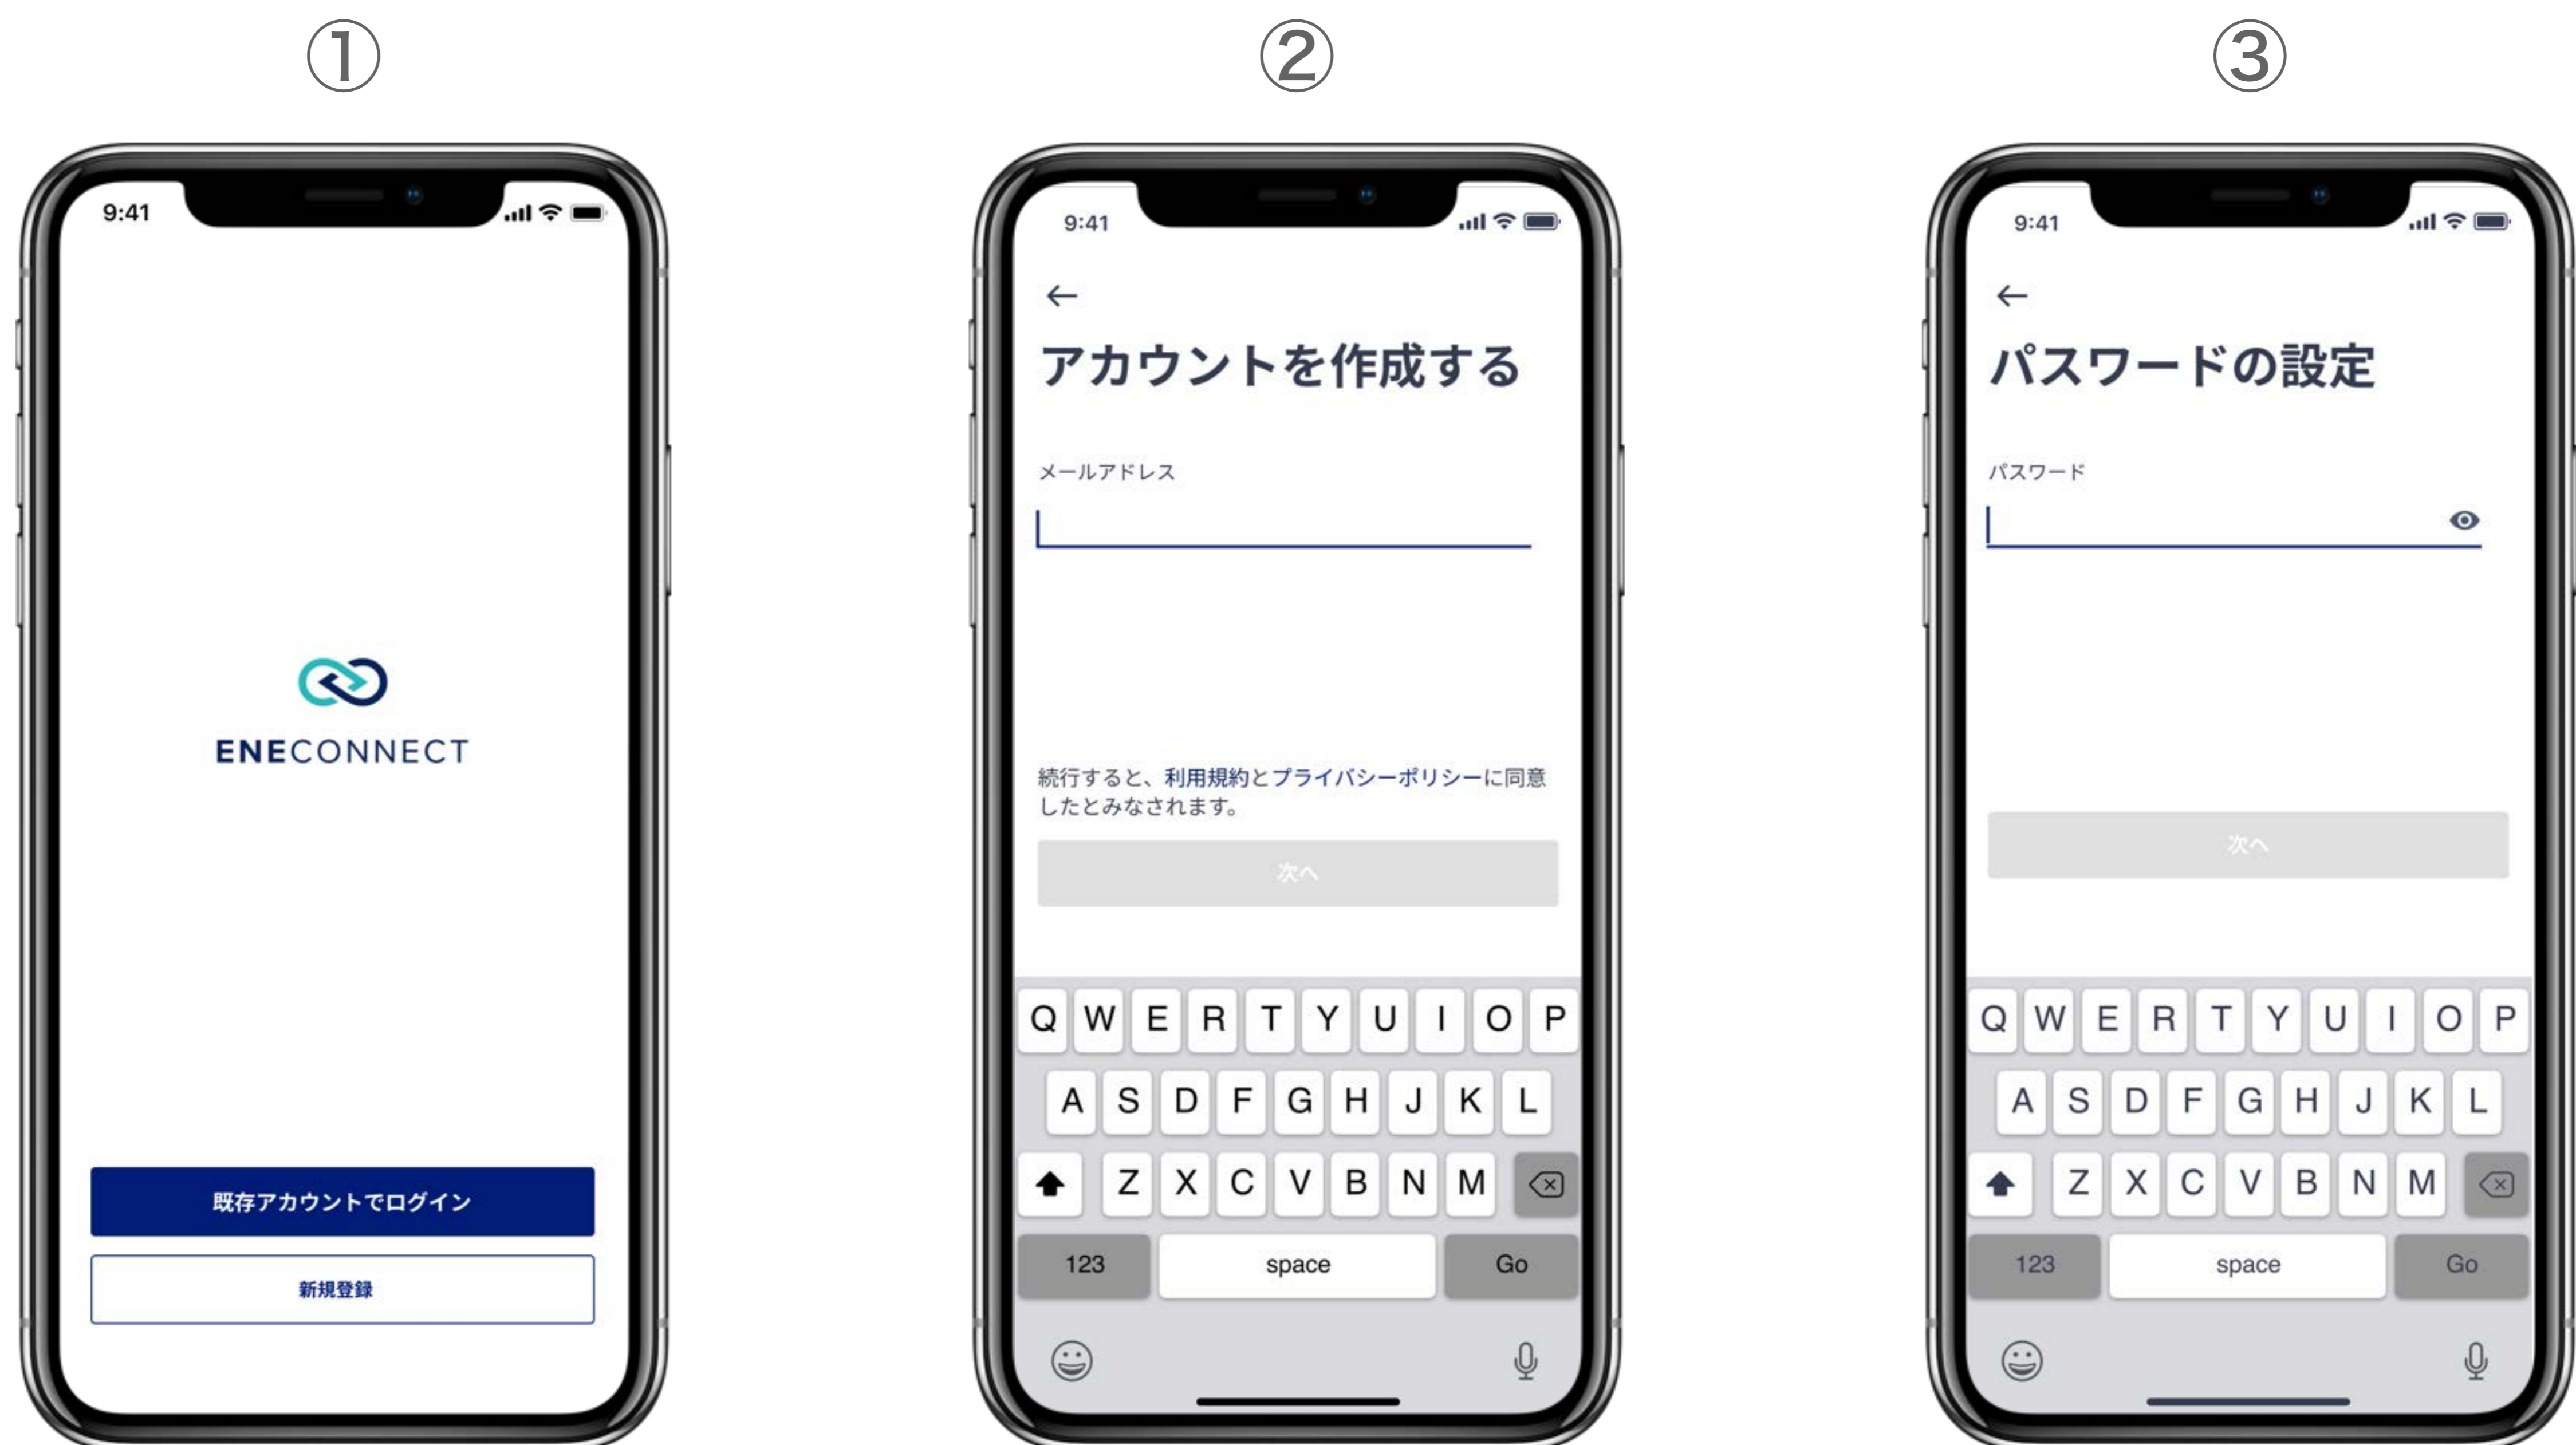 ①
9:41
ENECONNECT
既存アカウントでログイン
新規登録
②
9:41
アカウントを作成する
メールアドレス
続行すると、利用規約とプライバシーポリシーに同意
したとみなされます。
次へ
Q W E R T Y U I O P
A S D F G H J K L
Z X C V B N M
123 space Go
③
9:41
パスワードの設定
パスワード
次へ
Q W E R T Y U I O P
A S D F G H J K L
Z X C V B N M
123 space Go